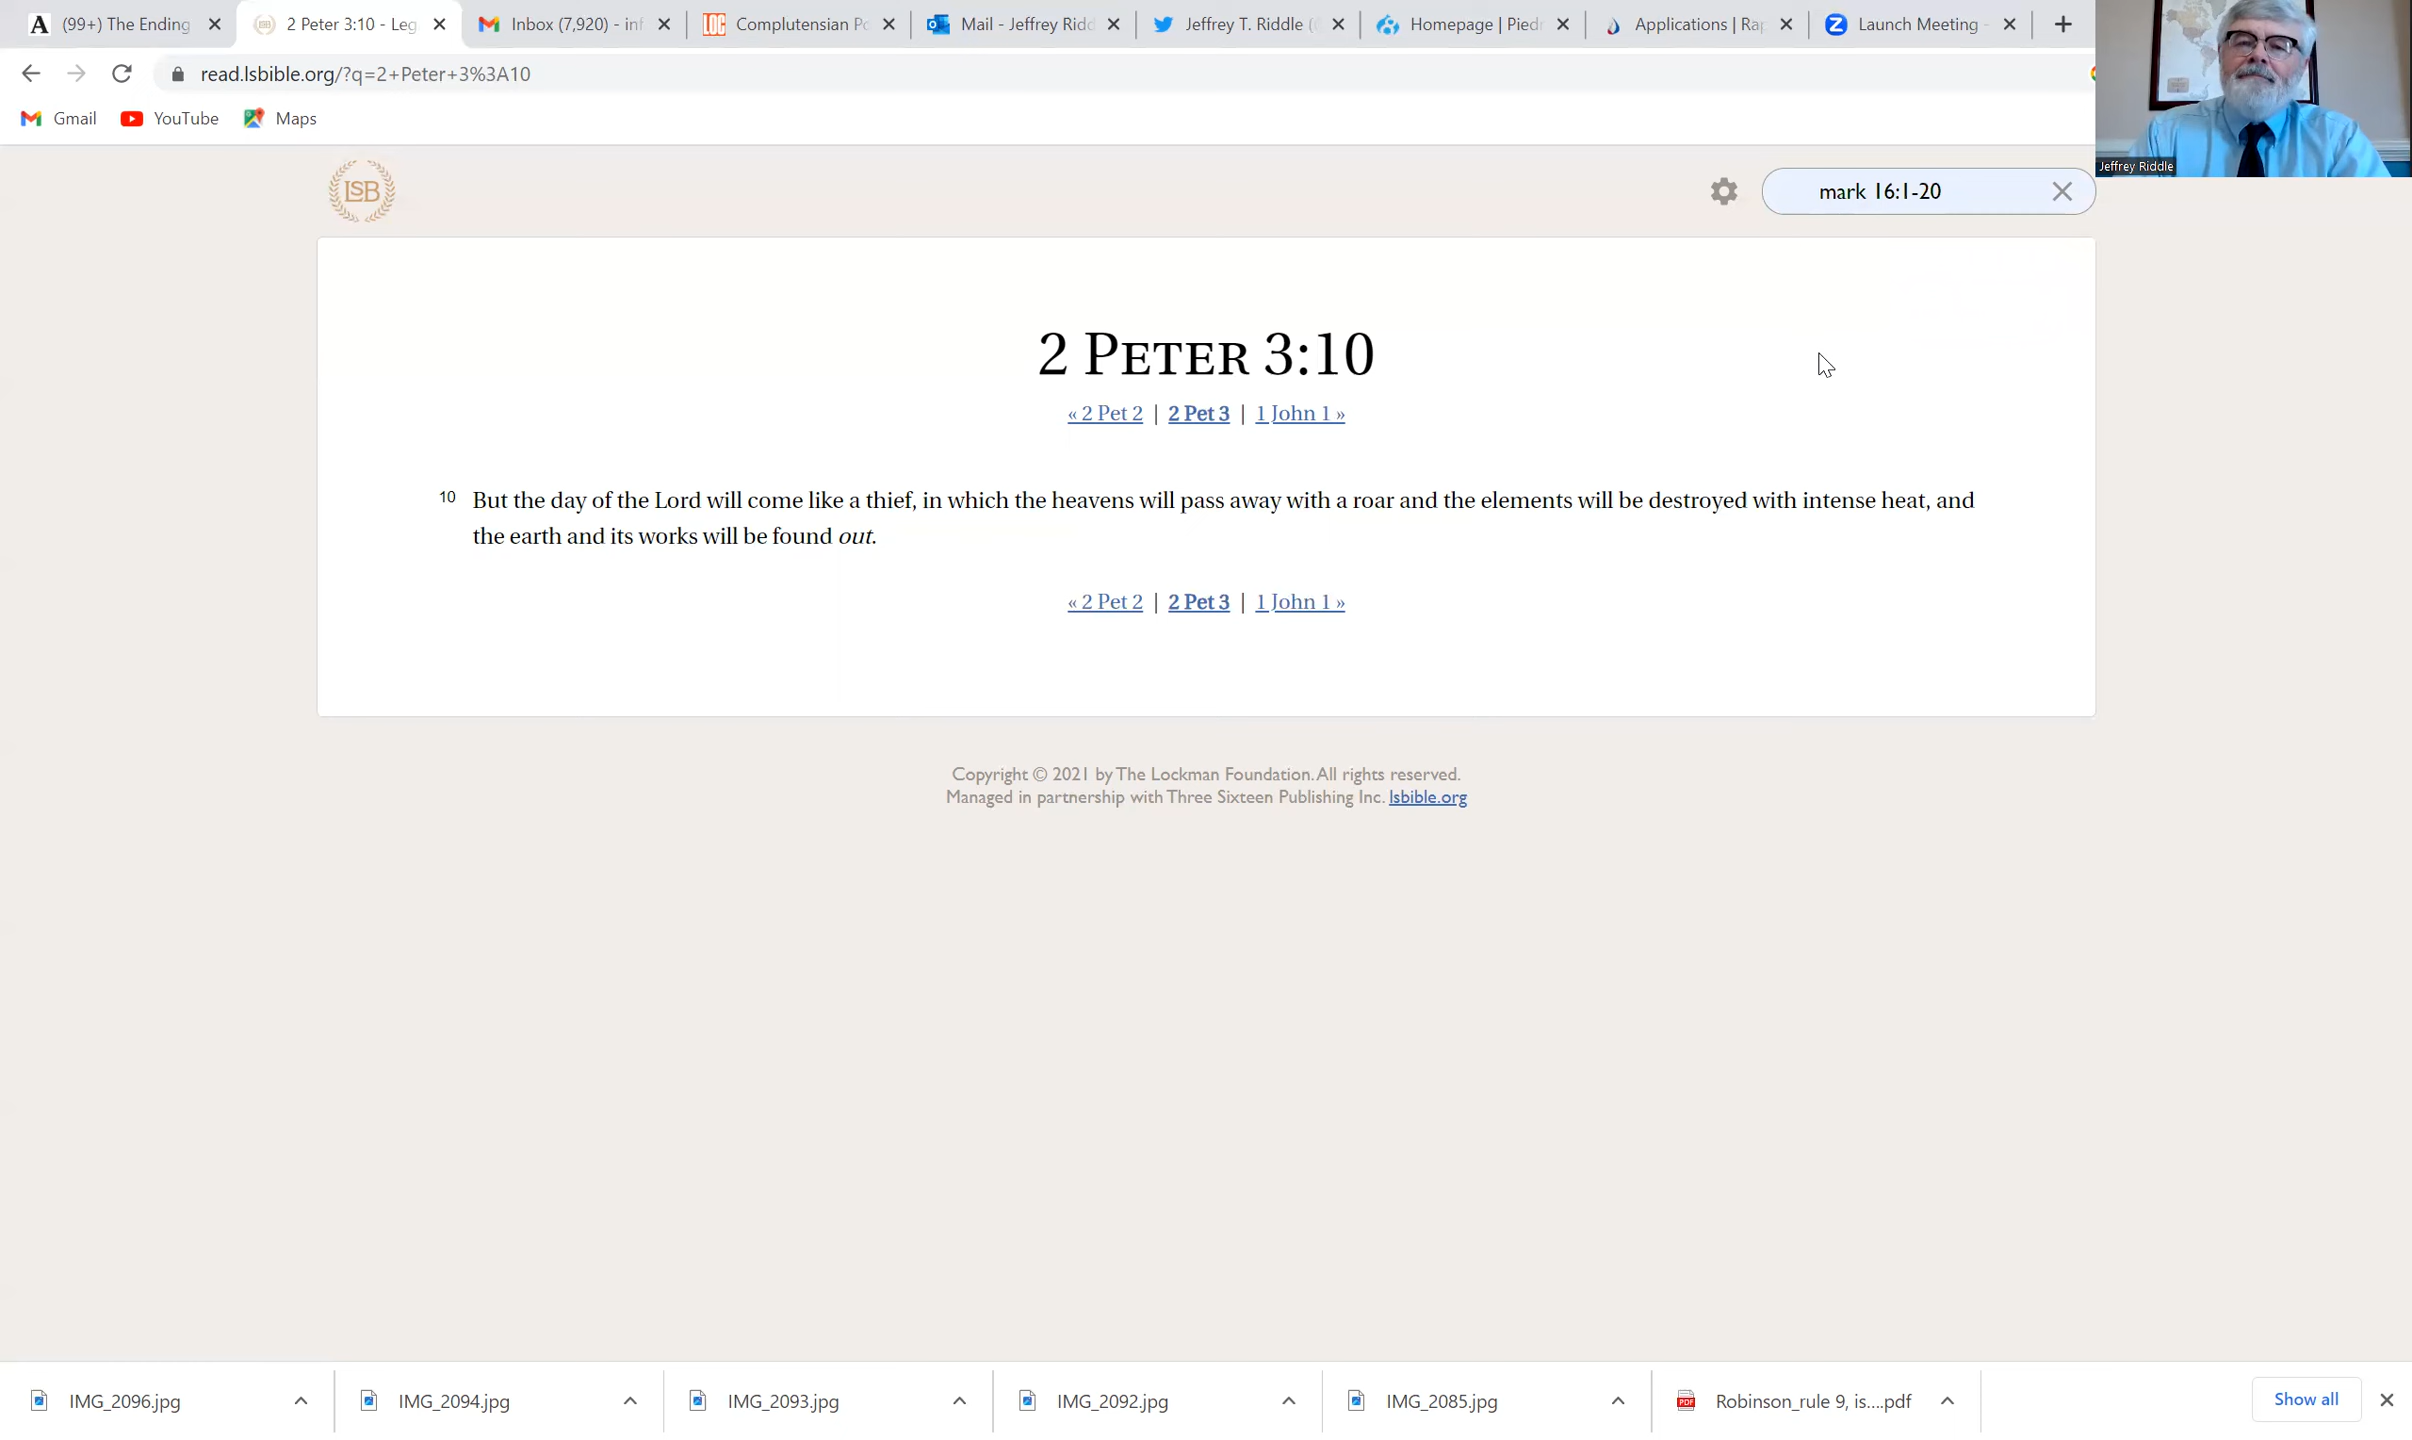 (99+) The Ending
2 Peter 3:10 - Leg
Inbox (7,920) - inf
LOC
Complutensian Po
Mail - Jeffrey Ridd
Jeffrey T. Riddle (
Homepage | Piedr
Applications | Rap
Launch Meeting -
read.lsbible.org/?q=2+Peter+3%3A10
Gmail
YouTube
Maps
Jeffrey Riddle
LSB
mark 16:1-20
2 PETER 3:10
« 2 Pet 2 | 2 Pet 3 | 1 John 1 »
10 But the day of the Lord will come like a thief, in which the heavens will pass away with a roar and the elements will be destroyed with intense heat, and
the earth and its works will be found out.
« 2 Pet 2 | 2 Pet 3 | 1 John 1 »
Copyright © 2021 by The Lockman Foundation. All rights reserved.
Managed in partnership with Three Sixteen Publishing Inc. lsbible.org
IMG_2096.jpg
IMG_2094.jpg
IMG_2093.jpg
IMG_2092.jpg
IMG_2085.jpg
PDF
Robinson_rule 9, is....pdf
Show all